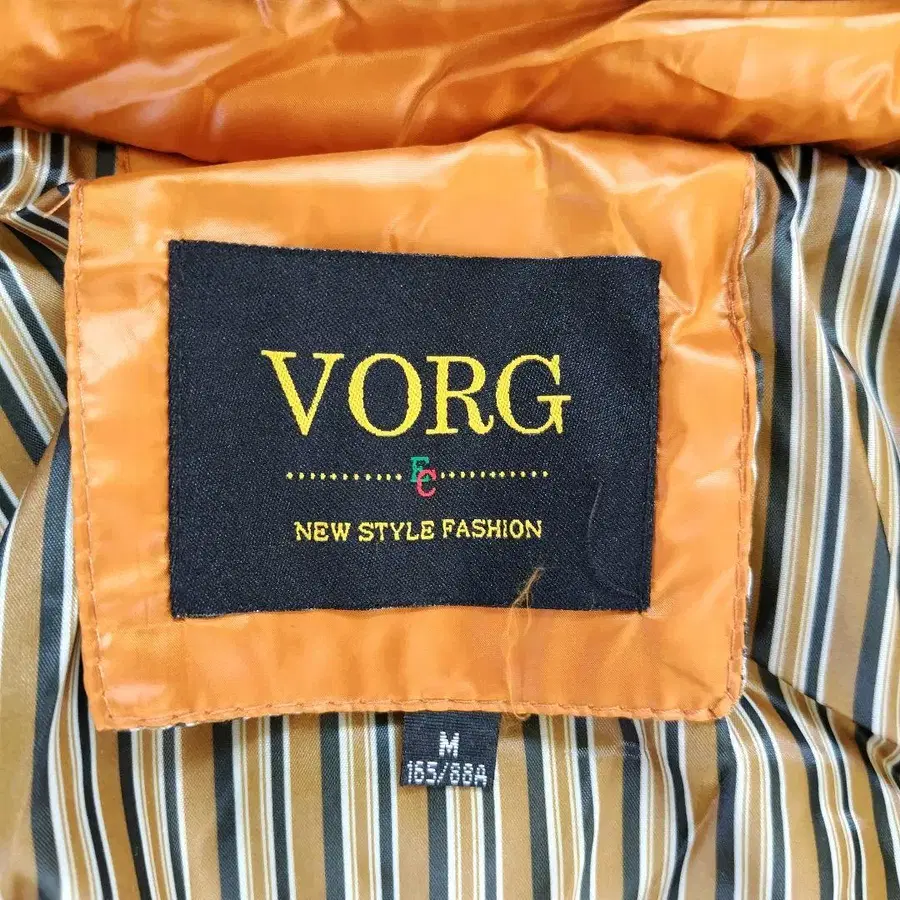 VORG
EC
NEW STYLE FASHION
M
165/88A